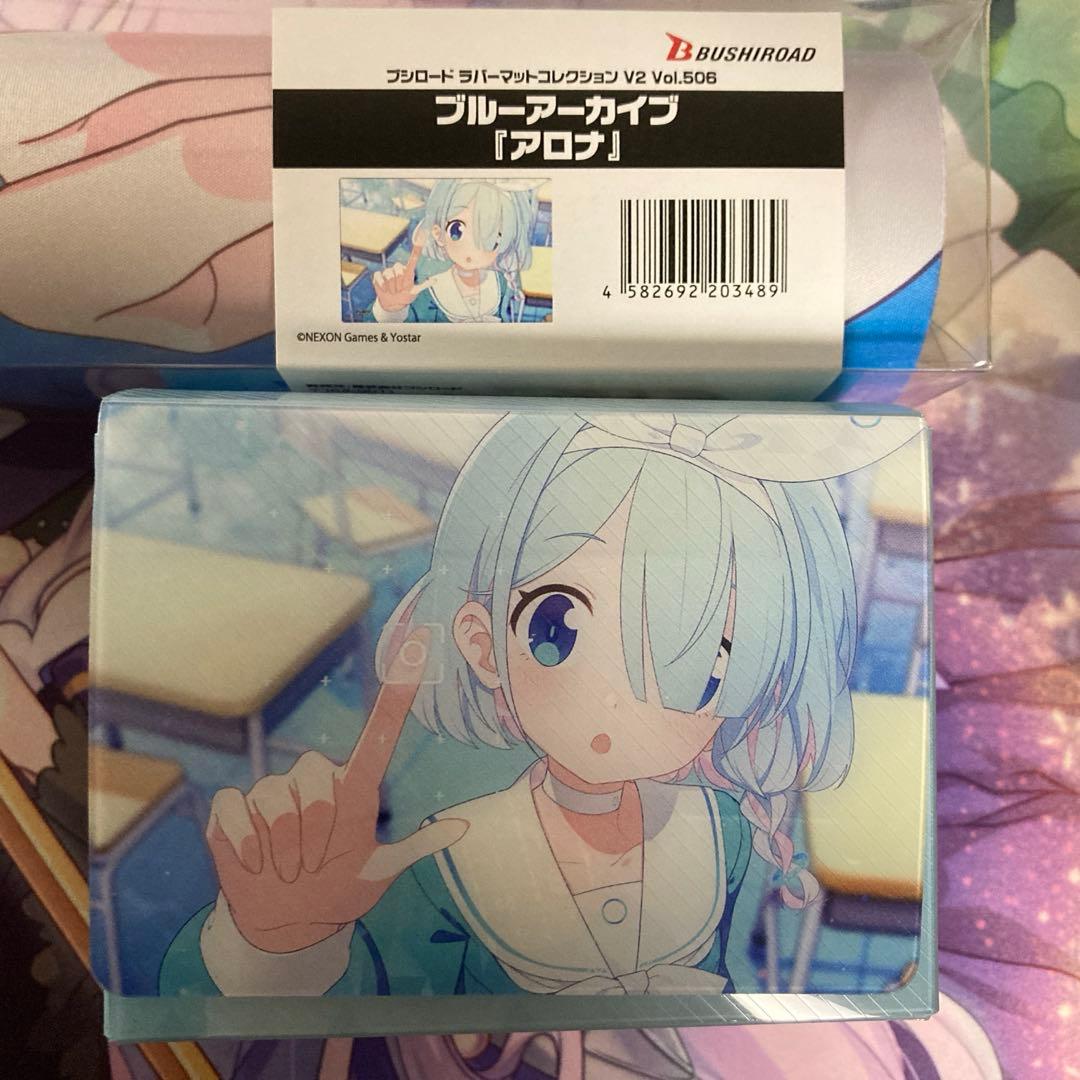 BUSHIROAD
ブシロード ラバーマットコレクション V2 Vol.506
ブルーアーカイブ
『アロナ』
4 582692 203489
©NEXON Games & Yostar